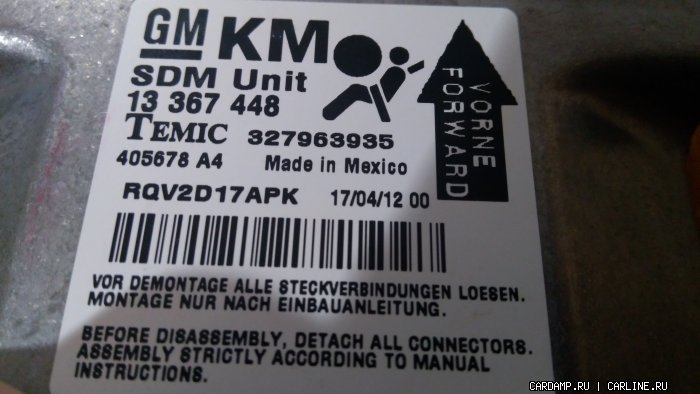 GM KM
SDM Unit
13 367 448
TEMIC 327963935
405678 A4 Made in Mexico
RQV2D17APK 17/04/12 00
VORNE
FORWARD
VOR DEMONTAGE ALLE STECKVERBINDUNGEN LOESEN.
MONTAGE NUR NACH EINBAUANLEITUNG.
BEFORE DISASSEMBLY, DETACH ALL CONNECTORS.
ASSEMBLY STRICTLY ACCORDING TO MANUAL
INSTRUCTIONS.
CARDAMP.RU | CARLINE.RU